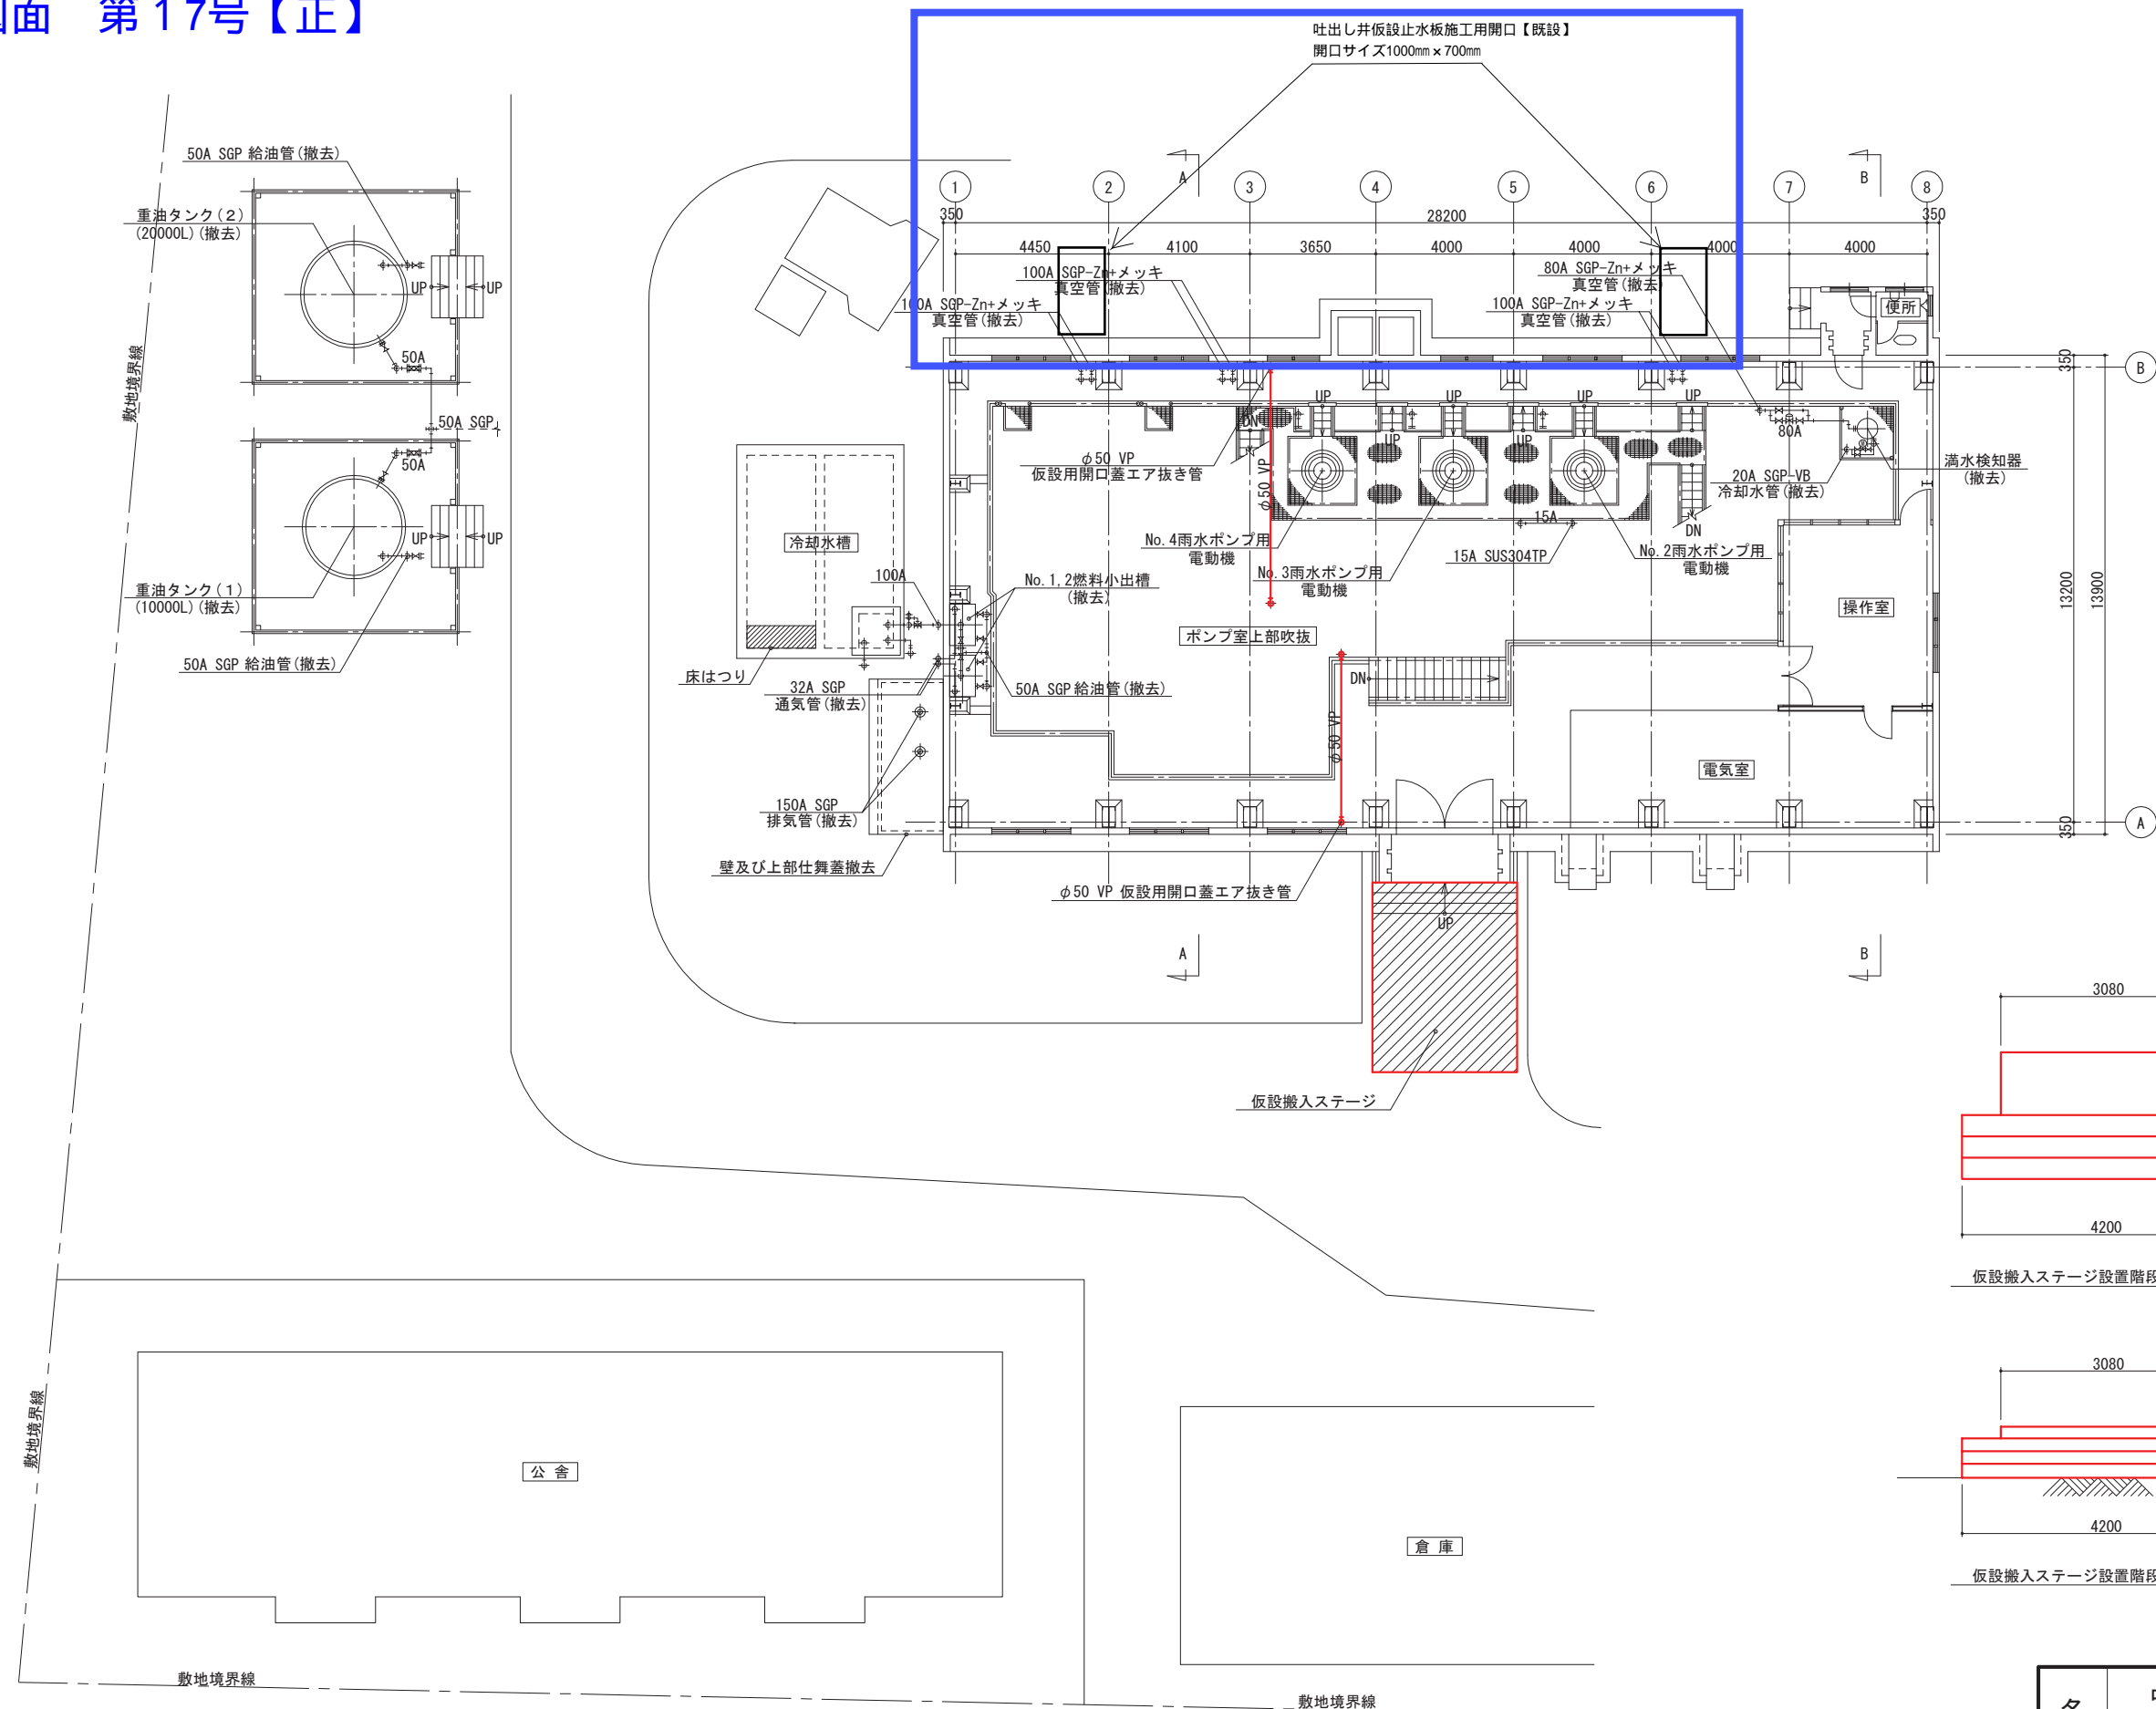 図面 第17号【正】
吐出し井仮設止水板施工用開口【既設】
開口サイズ1000㎜×700㎜
50A SGP 給油管(撤去)
重油タンク(2)
(20000L)(撤去)
UP
UP
50A
50A SGP
50A
UP
UP
重油タンク(1)
(10000L)(撤去)
50A SGP 給油管(撤去)
敷地境界線
A
B
1
2
3
4
5
6
7
8
350
28200
350
4450
4100
3650
4000
4000
4000
4000
100A SGP-Zn+メッキ
真空管(撤去)
100A SGP-Zn+メッキ
真空管(撤去)
80A SGP-Zn+メッキ
真空管(撤去)
100A SGP-Zn+メッキ
真空管(撤去)
便所
350
B
UP
UP
UP
UP
DN
UP
UP
80A
φ50 VP
仮設用開口蓋エア抜き管
φ50 VP
20A SGP-VB
冷却水管(撤去)
満水検知器
(撤去)
15A
DN
No.4雨水ポンプ用
電動機
No.3雨水ポンプ用
電動機
15A SUS304TP
No.2雨水ポンプ用
電動機
冷却水槽
100A
No.1,2燃料小出槽
(撤去)
操作室
13200
13900
ポンプ室上部吹抜
床はつり
32A SGP
通気管(撤去)
50A SGP 給油管(撤去)
DN
φ50 VP
電気室
150A SGP
排気管(撤去)
350
A
壁及び上部仕舞蓋撤去
φ50 VP 仮設用開口蓋エア抜き管
UP
A
B
仮設搬入ステージ
3080
4200
仮設搬入ステージ設置階段
3080
4200
仮設搬入ステージ設置階段
敷地境界線
公 舎
倉 庫
敷地境界線
敷地境界線